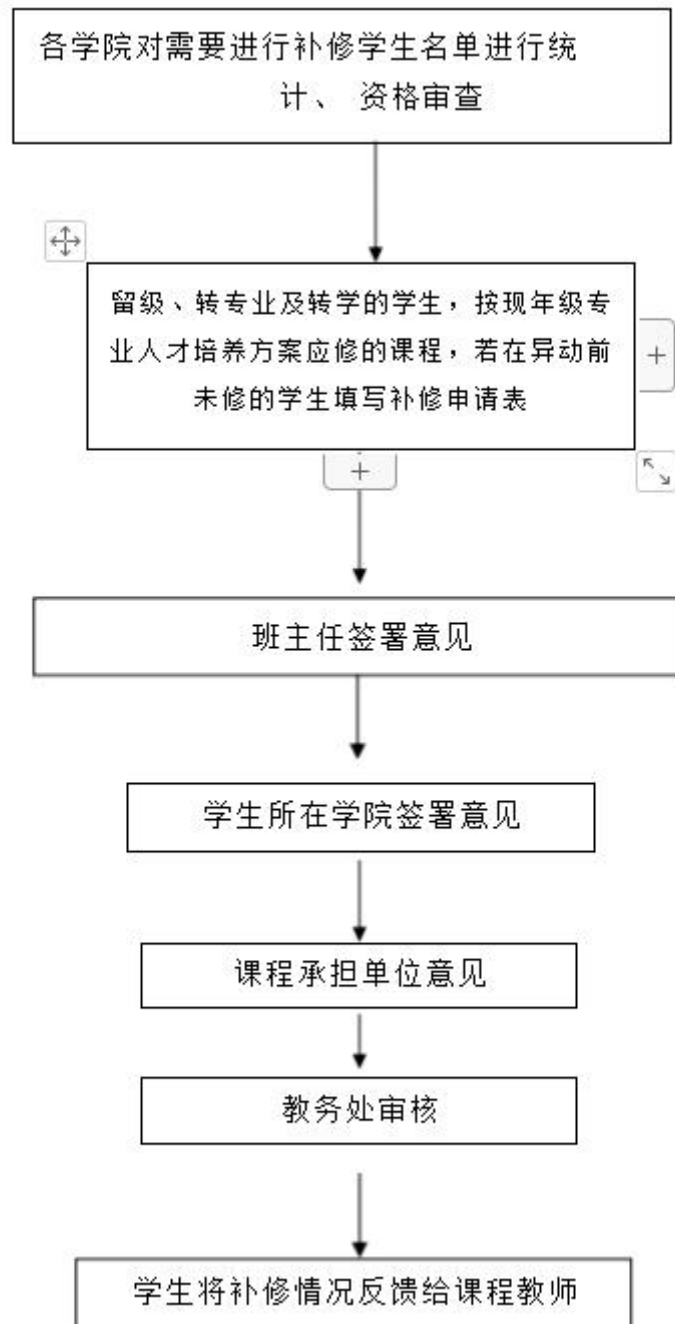 各学院对需要进行补修学生名单进行统
计、 资格审查
留级、转专业及转学的学生，按现年级专
业人才培养方案应修的课程，若在异动前
未修的学生填写补修申请表
班主任签署意见
学生所在学院签署意见
课程承担单位意见
教务处审核
学生将补修情况反馈给课程教师